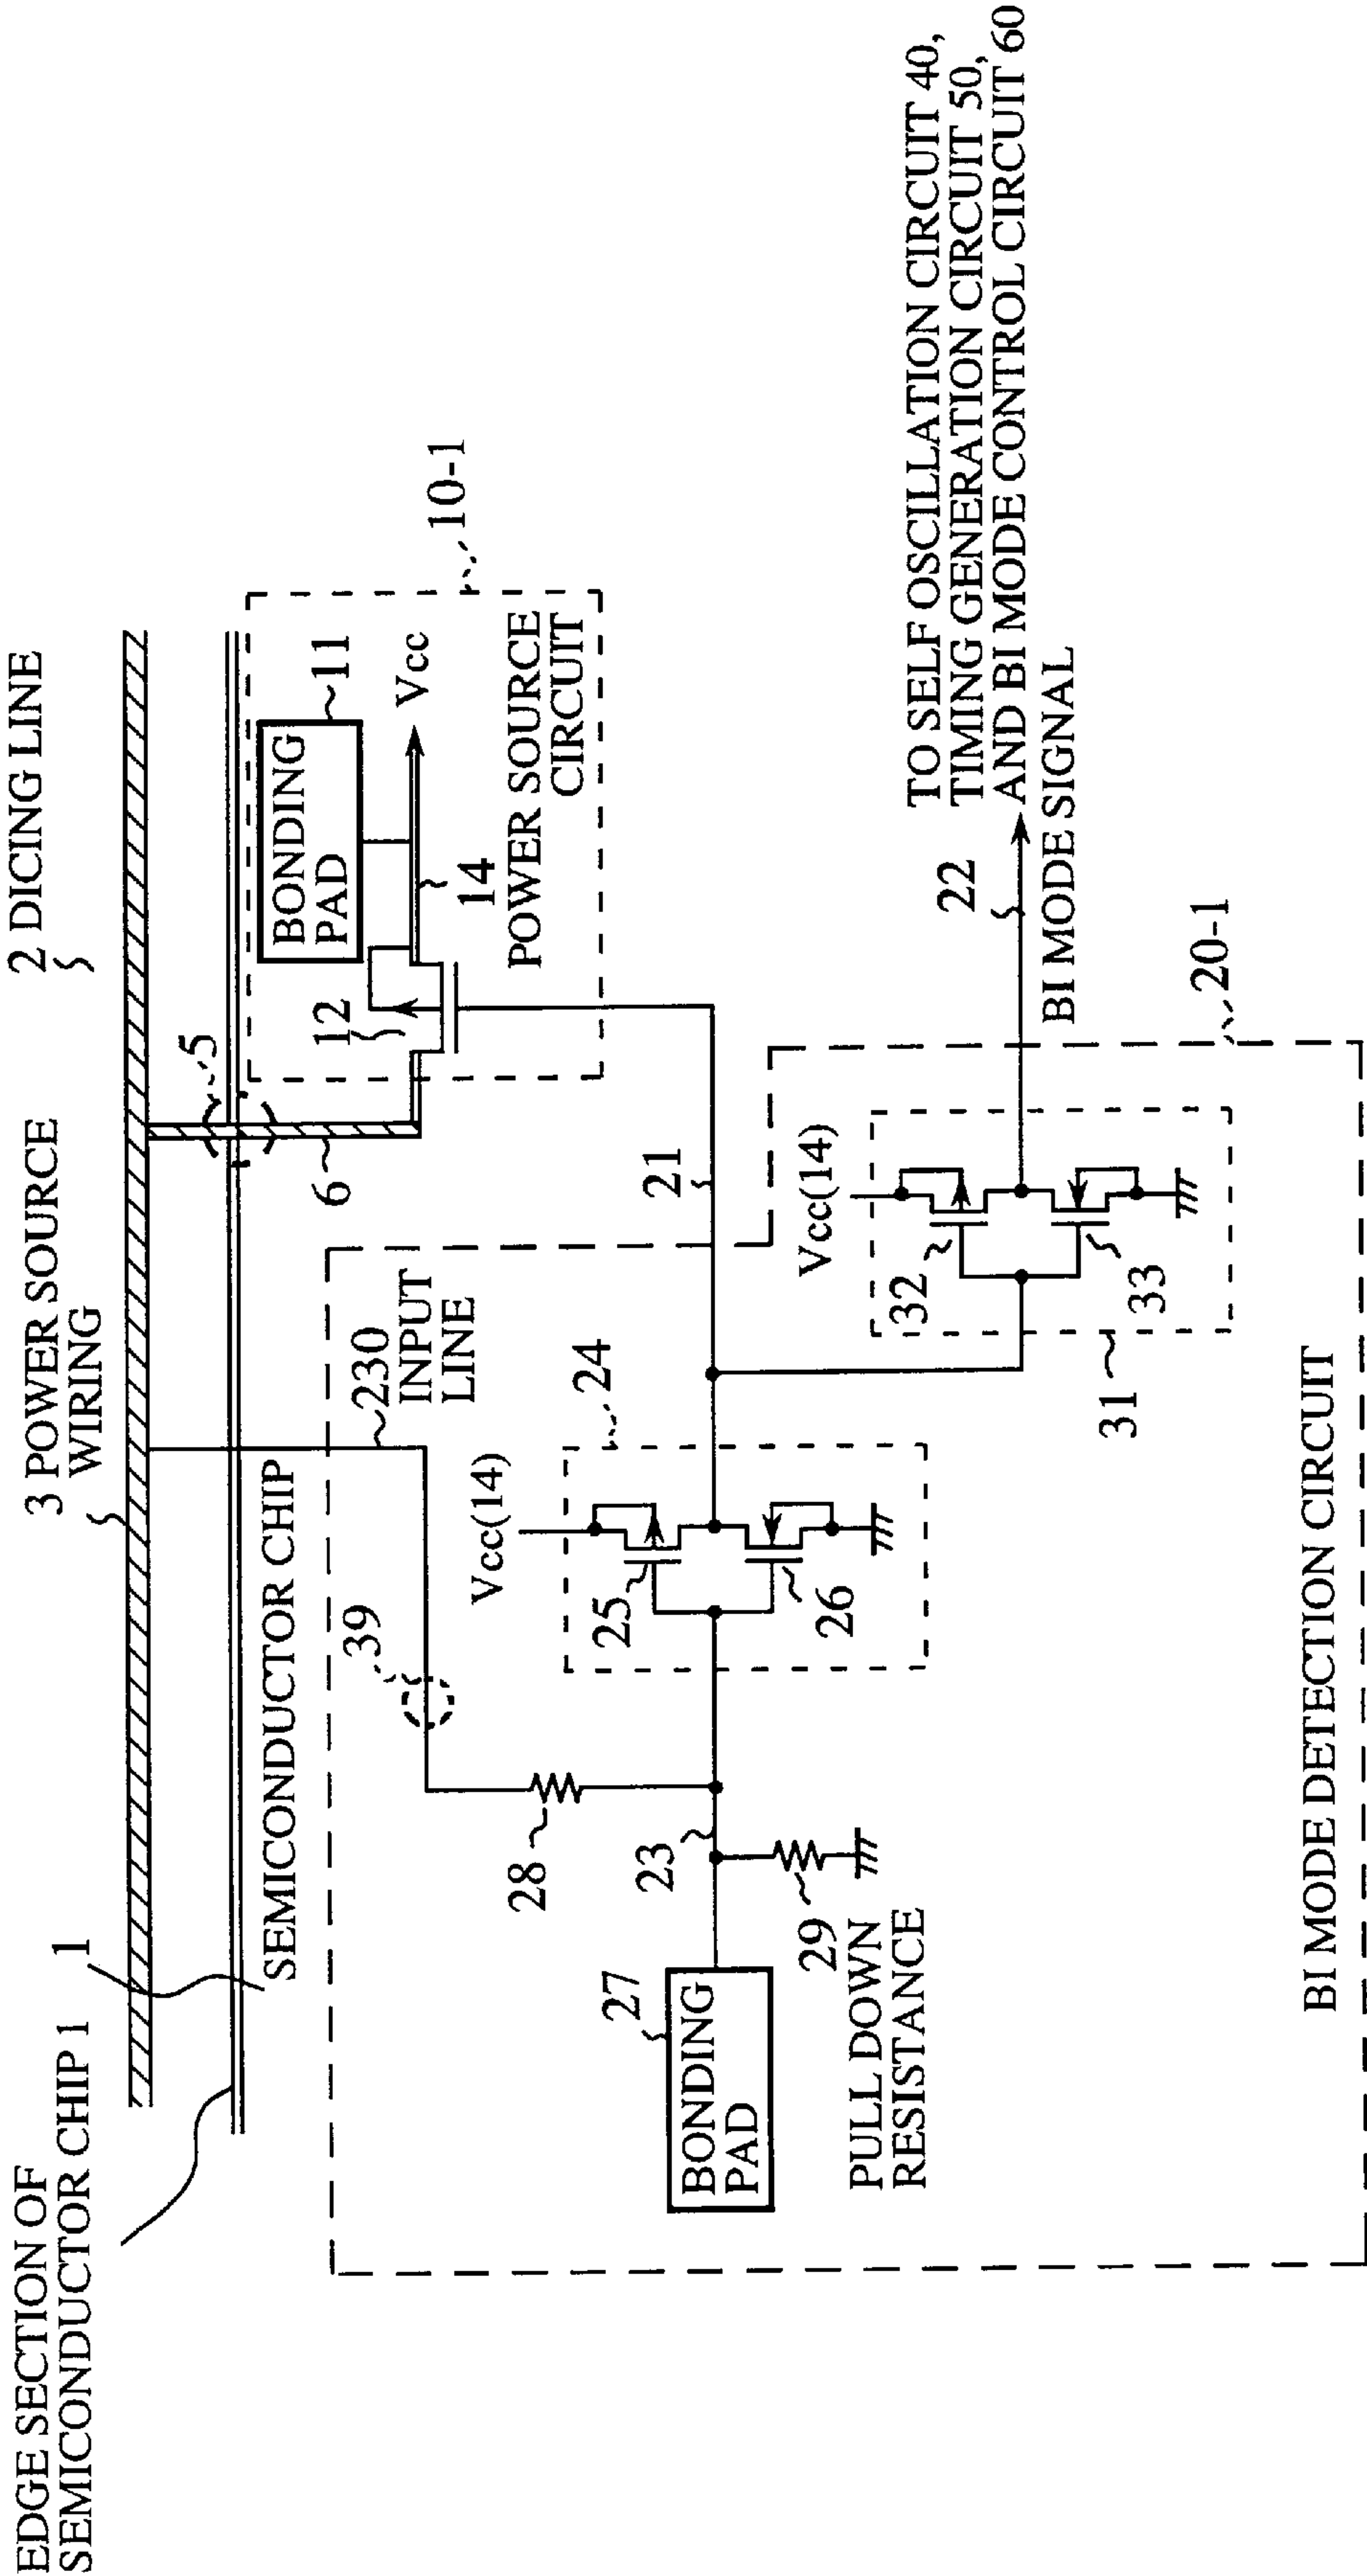 EDGE SECTION OF
SEMICONDUCTOR CHIP 1
1
3 POWER SOURCE
WIRING
2 DICING LINE
SEMICONDUCTOR CHIP
230
INPUT
LINE
5
6
12
BONDING
PAD
11
Vcc
14
POWER SOURCE
CIRCUIT
10-1
39
28
Vcc(14)
24
25
26
21
27
BONDING
PAD
23
29
PULL DOWN
RESISTANCE
Vcc(14)
32
33
31
22
BI MODE SIGNAL
TO SELF OSCILLATION CIRCUIT 40,
TIMING GENERATION CIRCUIT 50,
AND BI MODE CONTROL CIRCUIT 60
20-1
BI MODE DETECTION CIRCUIT